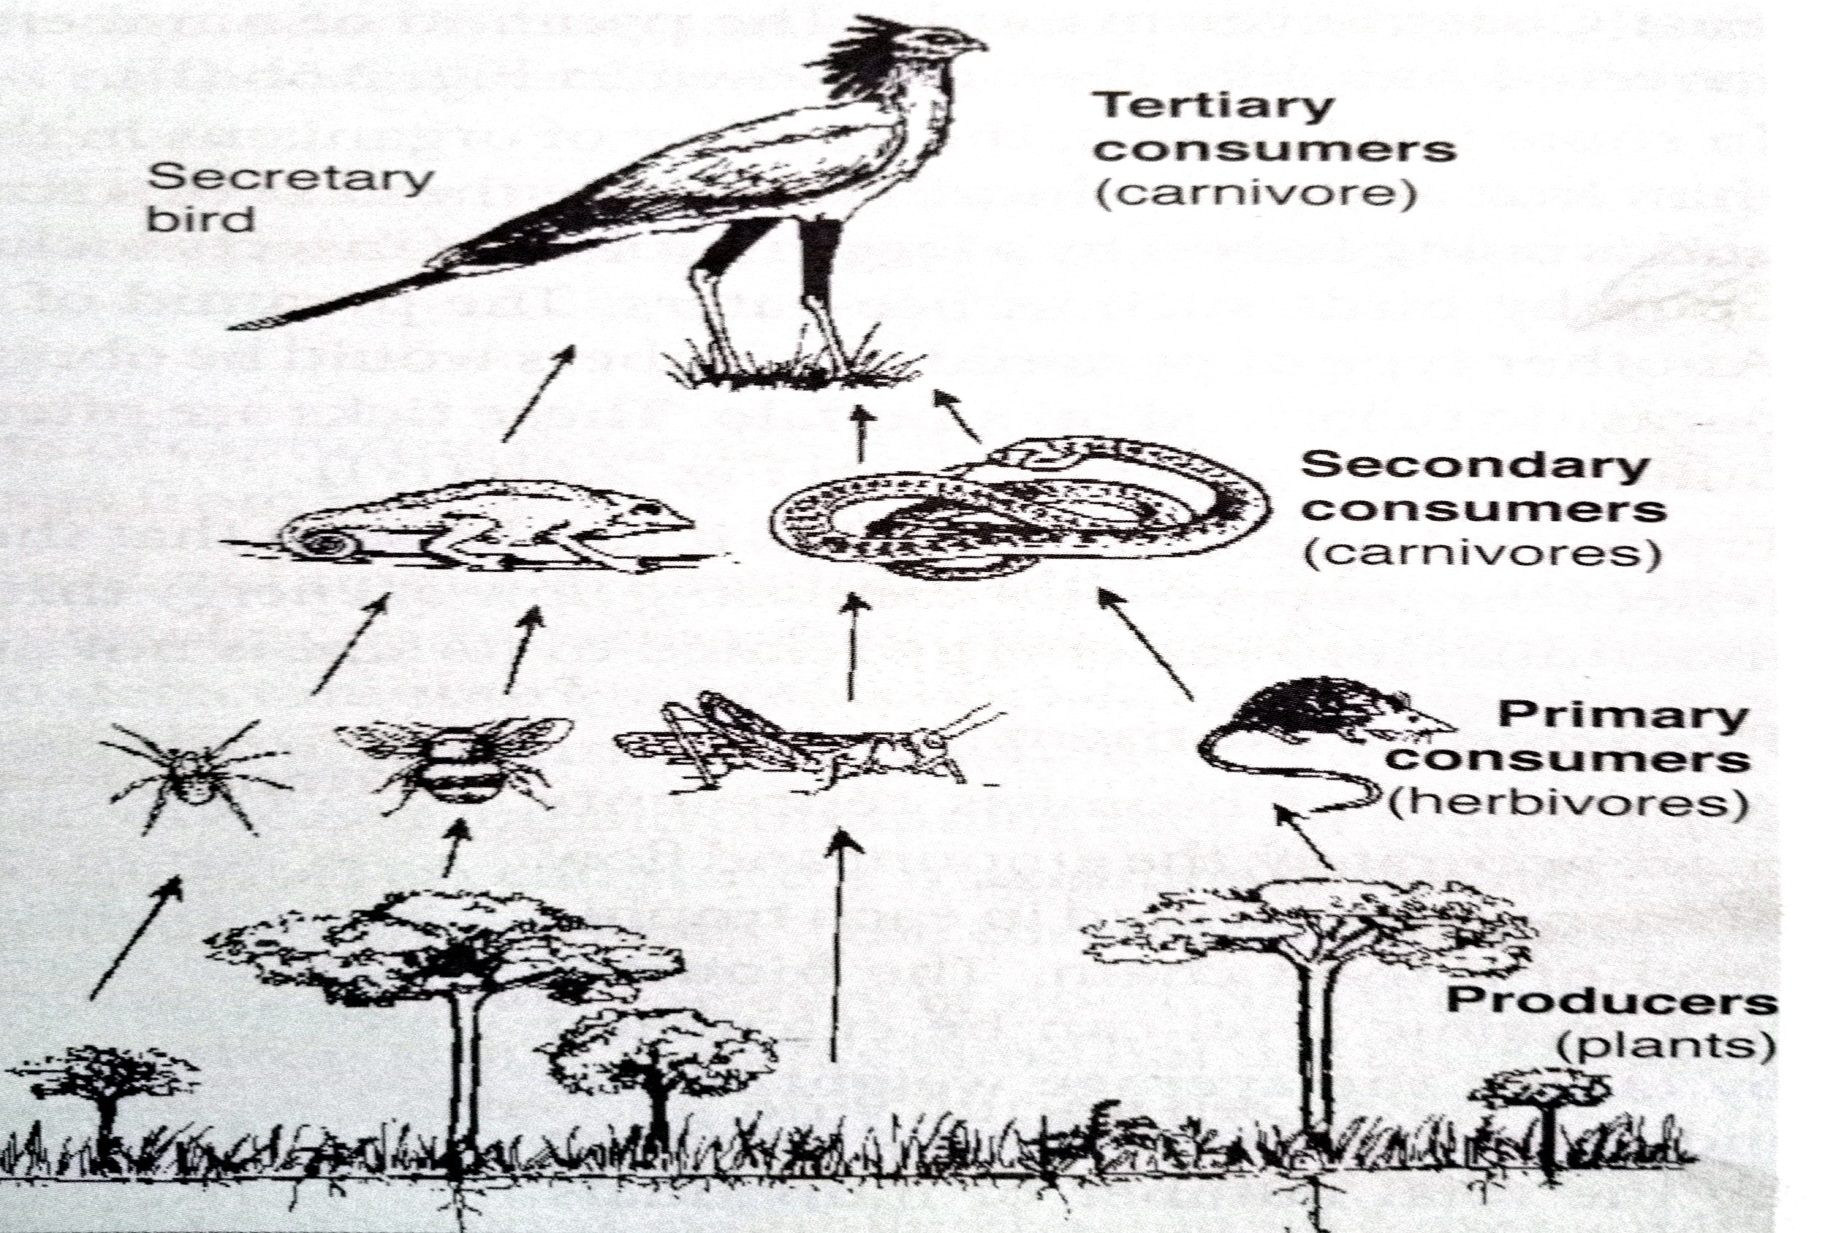 Secretary
bird
Tertiary
consumers
(carnivore)
Secondary
consumers
(carnivores)
Primary
consumers
(herbivores)
Producers
(plants)